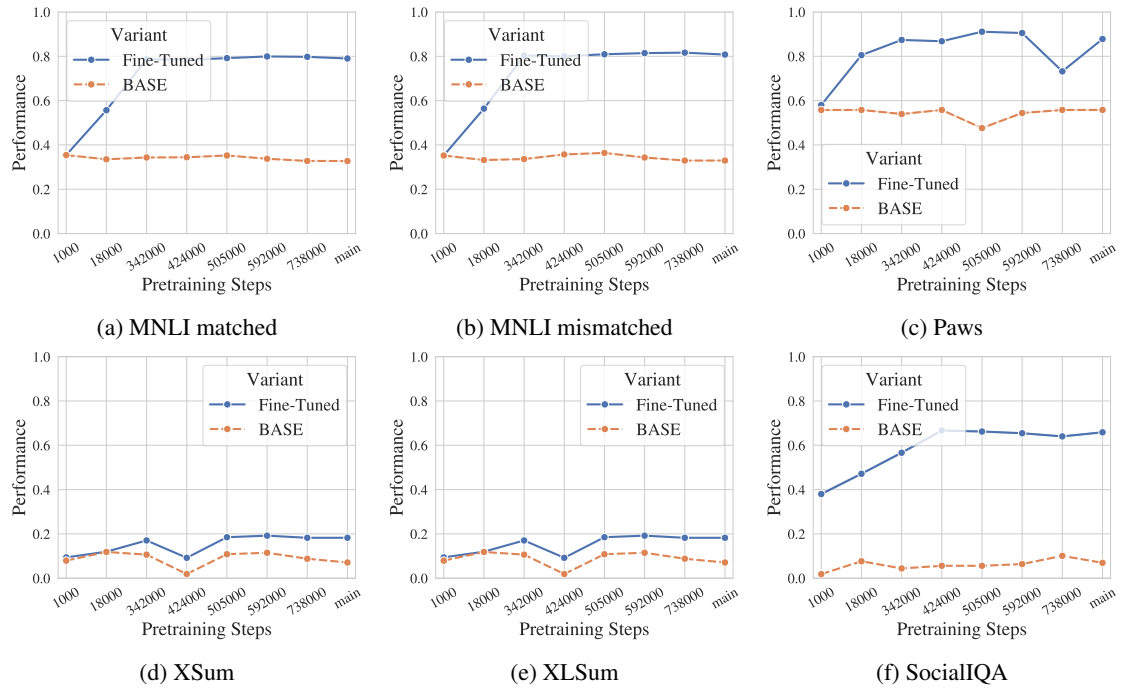 1.0
0.8
0.6
0.4
0.2
0.0
Performance
Variant
Fine-Tuned
BASE
1000
18000
342000
424000
505000
592000
738000
main
Pretraining Steps
(a) MNLI matched
1.0
0.8
0.6
0.4
0.2
0.0
Performance
Variant
Fine-Tuned
BASE
1000
18000
342000
424000
505000
592000
738000
main
Pretraining Steps
(b) MNLI mismatched
1.0
0.8
0.6
0.4
0.2
0.0
Performance
Variant
Fine-Tuned
BASE
1000
18000
342000
424000
505000
592000
738000
main
Pretraining Steps
(c) Paws
1.0
0.8
0.6
0.4
0.2
0.0
Performance
Variant
Fine-Tuned
BASE
1000
18000
342000
424000
505000
592000
738000
main
Pretraining Steps
(d) XSum
1.0
0.8
0.6
0.4
0.2
0.0
Performance
Variant
Fine-Tuned
BASE
1000
18000
342000
424000
505000
592000
738000
main
Pretraining Steps
(e) XLSum
1.0
0.8
0.6
0.4
0.2
0.0
Performance
Variant
Fine-Tuned
BASE
1000
18000
342000
424000
505000
592000
738000
main
Pretraining Steps
(f) SocialIQA